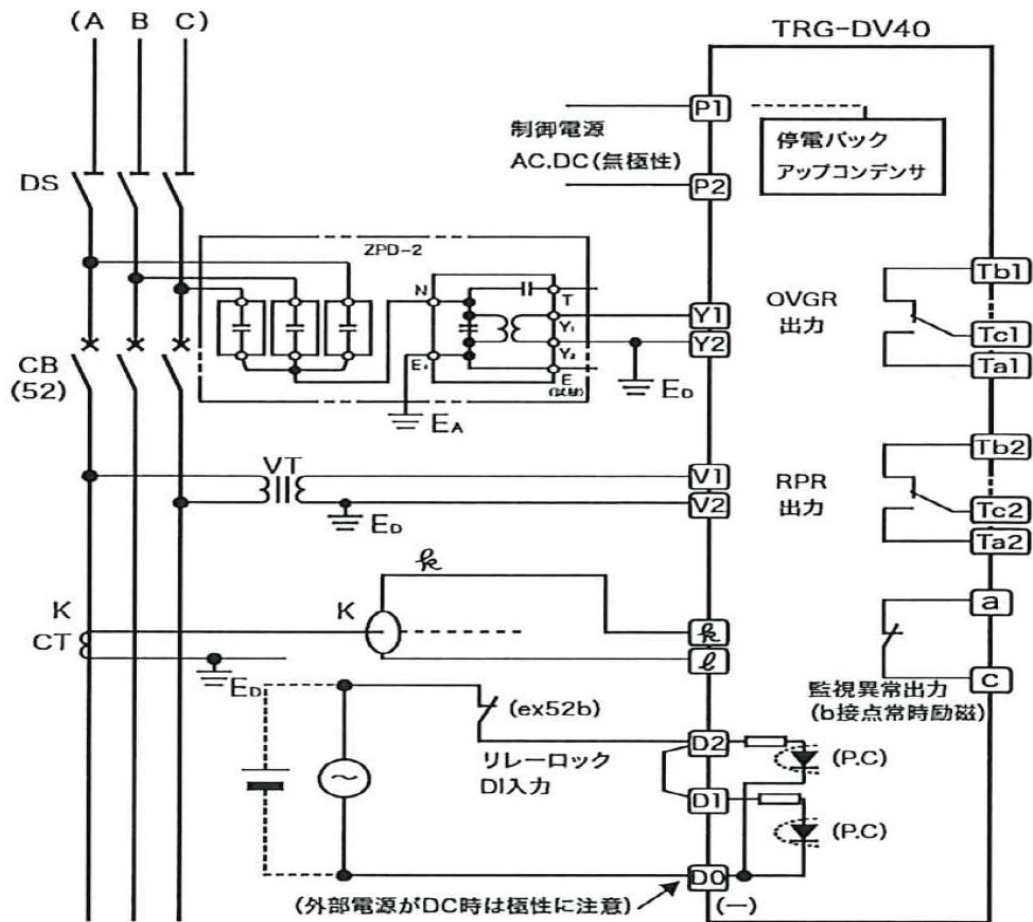 (A B C)
TRG-DV40
P1
制御電源
AC.DC(無極性)
P2
停電バック
アップコンデンサ
DS
ZPD-2
N
T
Y₁
Y₂
E
(試験)
Y1
Y2
ED
EA
OVGR
出力
Tb1
Tc1
Ta1
CB
(52)
VT
V1
V2
ED
RPR
出力
Tb2
Tc2
Ta2
k
K
K
CT
k
ℓ
ED
a
c
監視異常出力
(b接点常時励磁)
(ex52b)
リレーロック
DI入力
D2
(P.C)
D1
(P.C)
D0
(外部電源がDC時は極性に注意)
(−)